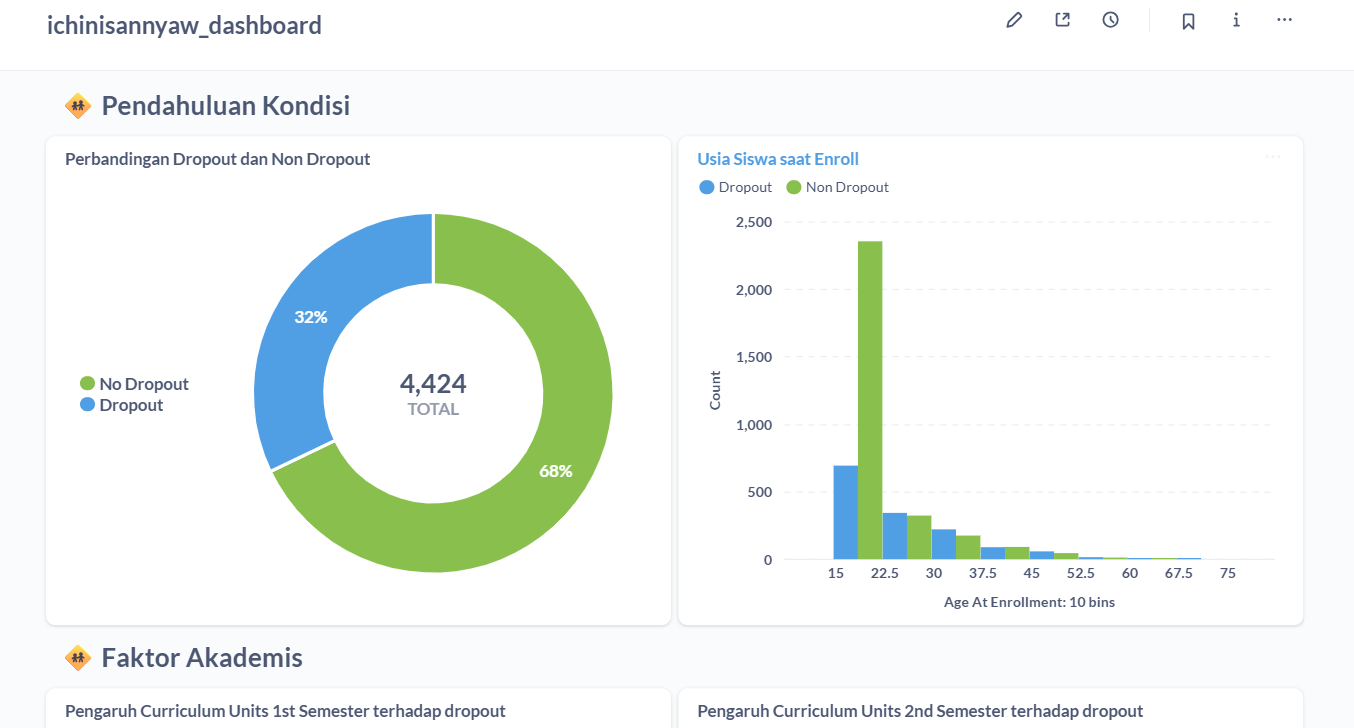 ichinisannyaw_dashboard
Pendahuluan Kondisi
Perbandingan Dropout dan Non Dropout
No Dropout
Dropout
32%
68%
4,424
TOTAL
Usia Siswa saat Enroll
Dropout Non Dropout
Count
2,500
2,000
1,500
1,000
500
0
15 22.5 30 37.5 45 52.5 60 67.5 75
Age At Enrollment: 10 bins
Faktor Akademis
Pengaruh Curriculum Units 1st Semester terhadap dropout
Pengaruh Curriculum Units 2nd Semester terhadap dropout